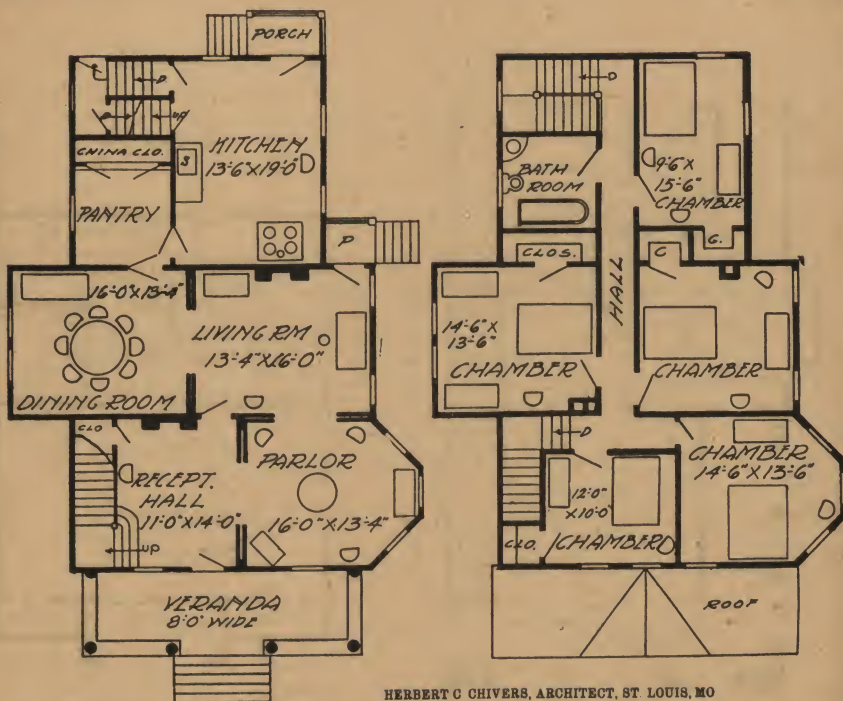 PORCH
D
D
UP
CHINA CLO.
S
KITCHEN
13'-6"X19'-0"
PANTRY
P
16'-0"X13'-4"
LIVING RM
13'-4"X16'-0"
DINING ROOM
CLO
RECEPT.
HALL
11'-0"X14'-0"
UP
PARLOR
16'-0"X13'-4"
VERANDA
8'-0" WIDE
D
BATH
ROOM
9'-6"X
15'-6"
CHAMBER
CLOS.
C
C.
HALL
14'-6"X
13'-6"
CHAMBER
CHAMBER
D
CHAMBER
14'-6"X13'-6"
12'-0"
X10'-0"
CLO.
CHAMBER
ROOF
HERBERT C CHIVERS, ARCHITECT, ST. LOUIS, MO